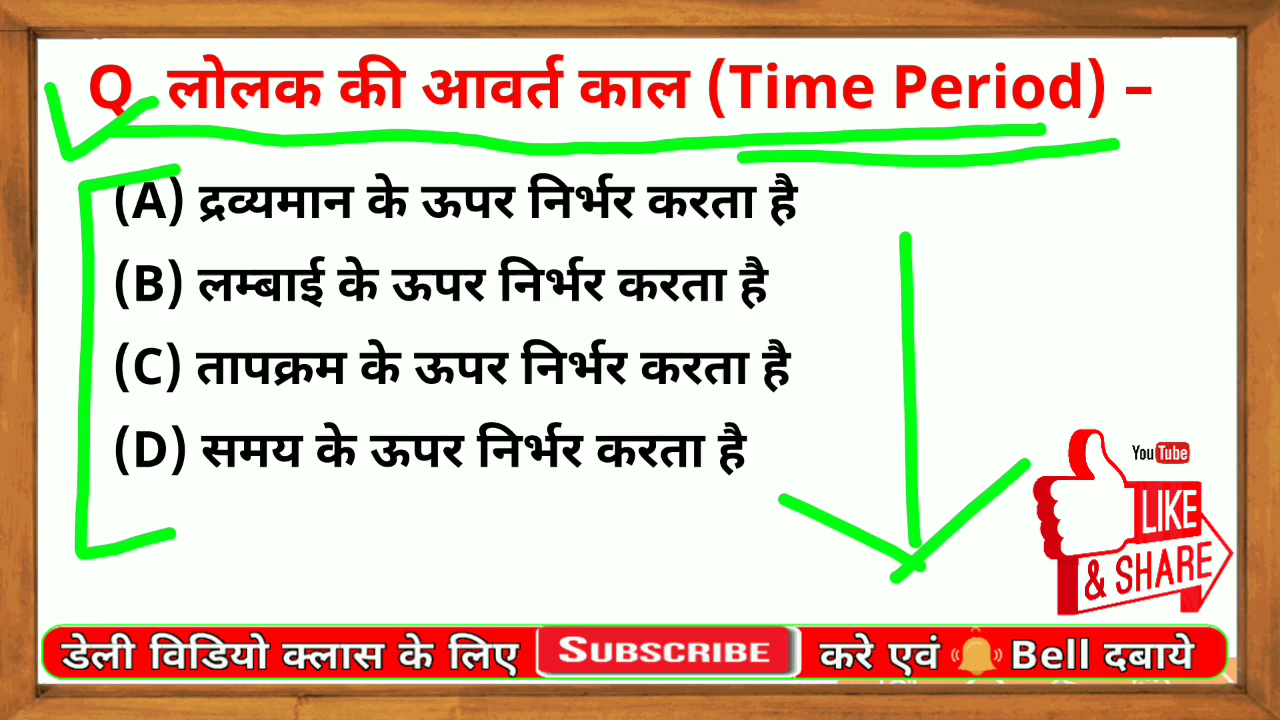 Q. लोलक की आवर्त काल (Time Period) –
(A) द्रव्यमान के ऊपर निर्भर करता है
(B) लम्बाई के ऊपर निर्भर करता है
(C) तापक्रम के ऊपर निर्भर करता है
(D) समय के ऊपर निर्भर करता है
YouTube
LIKE
& SHARE
डेली विडियो क्लास के लिए SUBSCRIBE करे एवं Bell दबाये